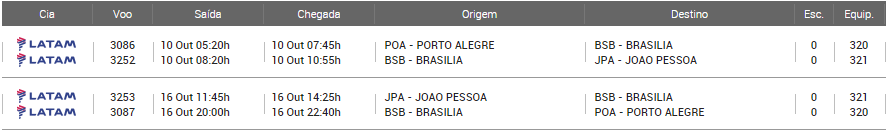 Cia Voo Saída Chegada Origem Destino Esc. Equip.
LATAM 3086 10 Out 05:20h 10 Out 07:45h POA - PORTO ALEGRE BSB - BRASILIA 0 320
LATAM 3252 10 Out 08:20h 10 Out 10:55h BSB - BRASILIA JPA - JOAO PESSOA 0 321
LATAM 3253 16 Out 11:45h 16 Out 14:25h JPA - JOAO PESSOA BSB - BRASILIA 0 321
LATAM 3087 16 Out 20:00h 16 Out 22:40h BSB - BRASILIA POA - PORTO ALEGRE 0 320